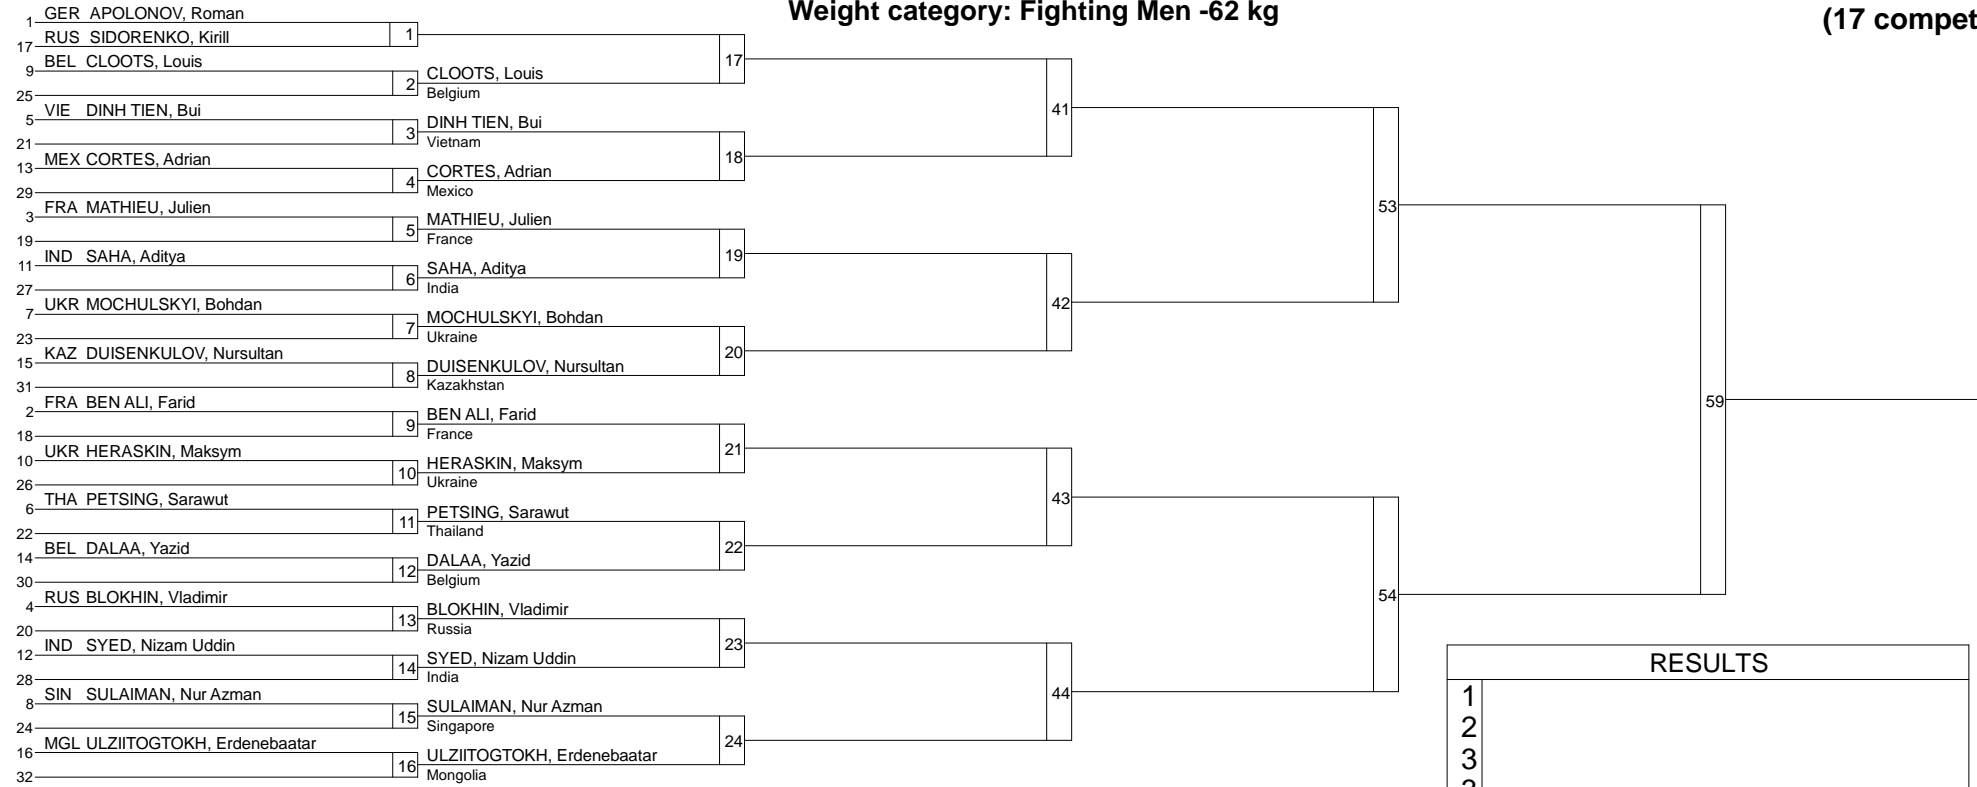 Weight category: Fighting Men -62 kg
(17 compet
1 GER APOLONOV, Roman
17 RUS SIDORENKO, Kirill
1
9 BEL CLOOTS, Louis
25
2
CLOOTS, Louis
Belgium
17
5 VIE DINH TIEN, Bui
21
3
DINH TIEN, Bui
Vietnam
13 MEX CORTES, Adrian
29
4
CORTES, Adrian
Mexico
18
41
3 FRA MATHIEU, Julien
19
5
MATHIEU, Julien
France
11 IND SAHA, Aditya
27
6
SAHA, Aditya
India
19
7 UKR MOCHULSKYI, Bohdan
23
7
MOCHULSKYI, Bohdan
Ukraine
15 KAZ DUISENKULOV, Nursultan
31
8
DUISENKULOV, Nursultan
Kazakhstan
20
42
53
2 FRA BEN ALI, Farid
18
9
BEN ALI, Farid
France
10 UKR HERASKIN, Maksym
26
10
HERASKIN, Maksym
Ukraine
21
6 THA PETSING, Sarawut
22
11
PETSING, Sarawut
Thailand
14 BEL DALAA, Yazid
30
12
DALAA, Yazid
Belgium
22
43
4 RUS BLOKHIN, Vladimir
20
13
BLOKHIN, Vladimir
Russia
12 IND SYED, Nizam Uddin
28
14
SYED, Nizam Uddin
India
23
8 SIN SULAIMAN, Nur Azman
24
15
SULAIMAN, Nur Azman
Singapore
16 MGL ULZIITOGTOKH, Erdenebaatar
32
16
ULZIITOGTOKH, Erdenebaatar
Mongolia
24
44
54
59
RESULTS
1
2
3
3